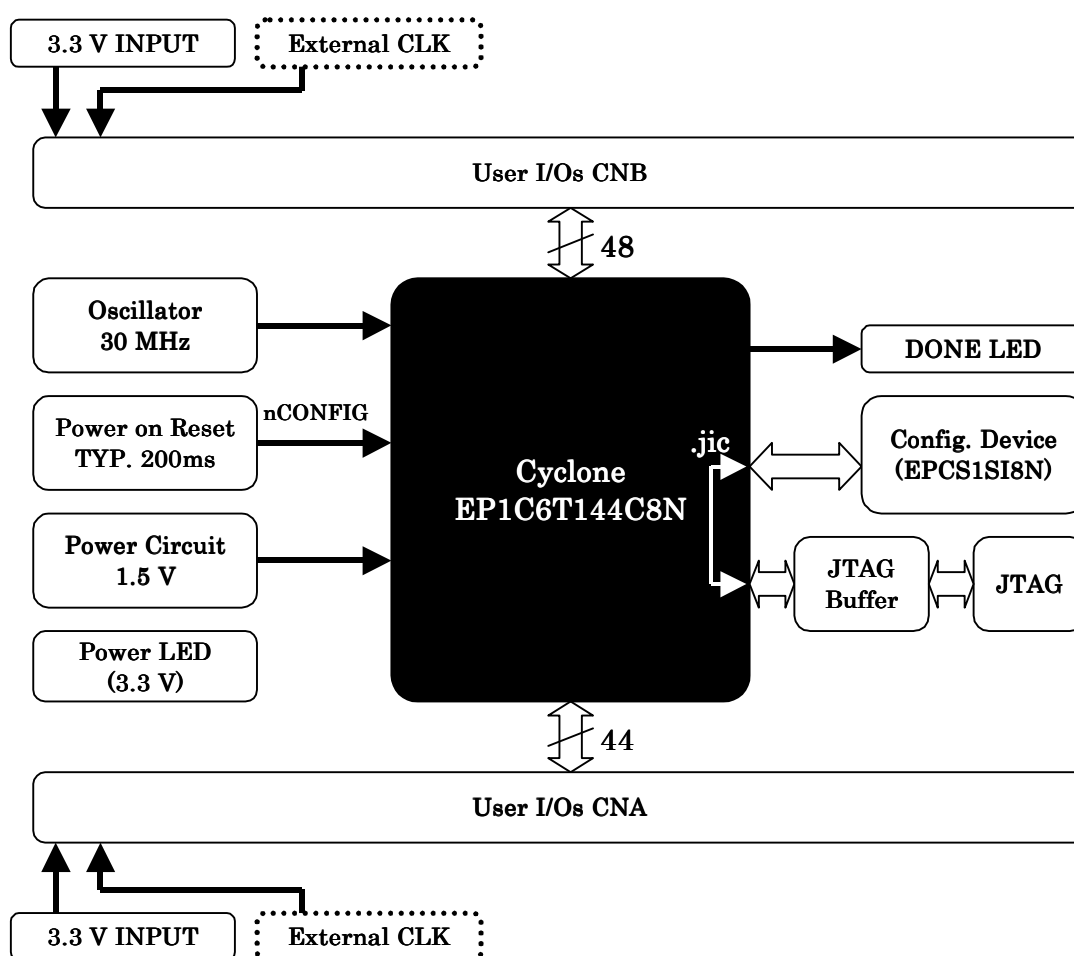 3.3 V INPUT
External CLK
User I/Os CNB
48
Oscillator
30 MHz
DONE LED
Power on Reset
TYP. 200ms
nCONFIG
.jic
Config. Device
(EPCS1SI8N)
Cyclone
EP1C6T144C8N
Power Circuit
1.5 V
JTAG
Buffer
JTAG
Power LED
(3.3 V)
44
User I/Os CNA
3.3 V INPUT
External CLK